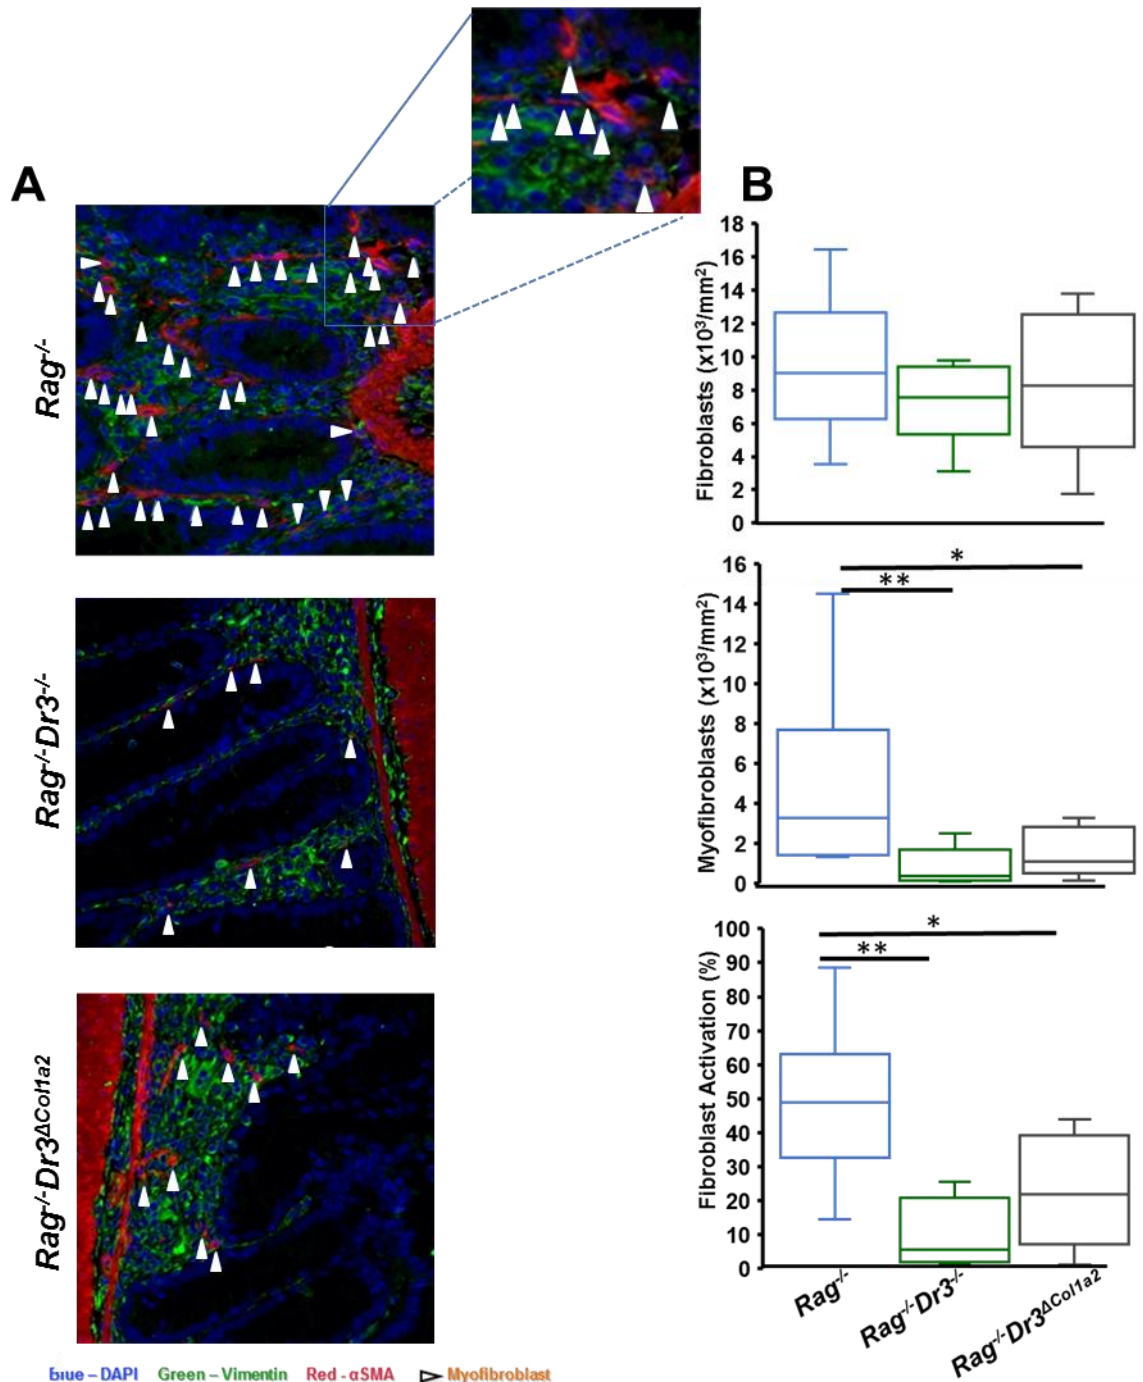 A
B
Rag-/-
Rag-/-Dr3-/-
Rag-/-Dr3ΔCol1a2
Blue – DAPI Green – Vimentin Red - αSMA Myofibroblast
Fibroblasts (x10³/mm²)
18
16
14
12
10
8
6
4
2
0
Myofibroblasts (x10³/mm²)
16
14
12
10
8
6
4
2
0
*
**
Fibroblast Activation (%)
100
90
80
70
60
50
40
30
20
10
0
*
**
Rag-/-
Rag-/-Dr3-/-
Rag-/-Dr3ΔCol1a2